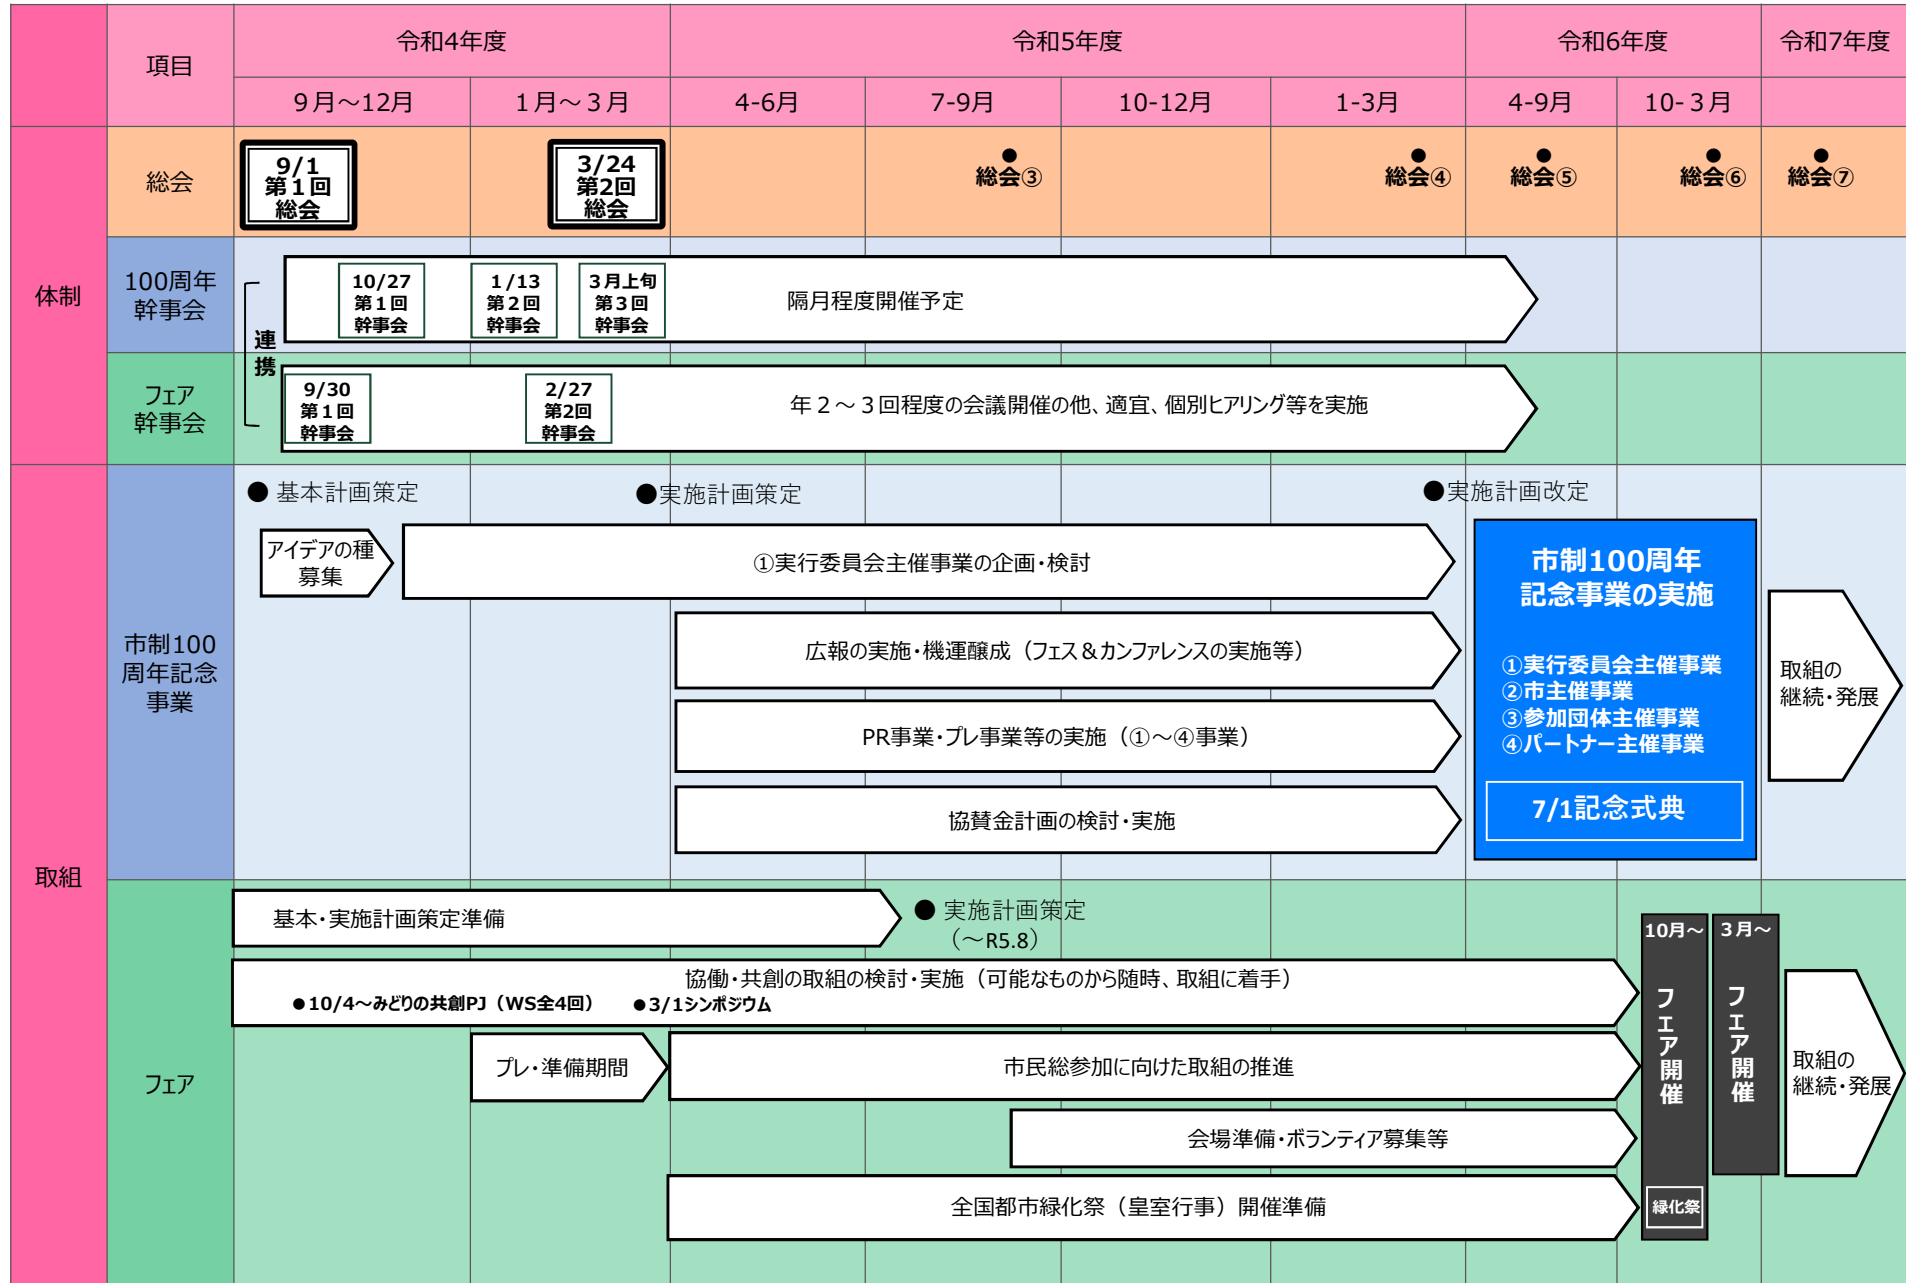 項目
令和4年度
令和5年度
令和6年度
令和7年度
9月～12月
1月～3月
4-6月
7-9月
10-12月
1-3月
4-9月
10-3月
体制
総会
9/1
第1回
総会
3/24
第2回
総会
●
総会③
●
総会④
●
総会⑤
●
総会⑥
●
総会⑦
100周年
幹事会
連携
10/27
第1回
幹事会
1/13
第2回
幹事会
3月上旬
第3回
幹事会
隔月程度開催予定
フェア
幹事会
9/30
第1回
幹事会
2/27
第2回
幹事会
年2～3回程度の会議開催の他、適宜、個別ヒアリング等を実施
取組
市制100
周年記念
事業
● 基本計画策定
●実施計画策定
●実施計画改定
アイデアの種
募集
①実行委員会主催事業の企画・検討
広報の実施・機運醸成（フェス＆カンファレンスの実施等）
PR事業・プレ事業等の実施（①～④事業）
協賛金計画の検討・実施
市制100周年
記念事業の実施
①実行委員会主催事業
②市主催事業
③参加団体主催事業
④パートナー主催事業
7/1記念式典
取組の
継続・発展
フェア
基本・実施計画策定準備
● 実施計画策定
（～R5.8）
協働・共創の取組の検討・実施（可能なものから随時、取組に着手）
●10/4～みどりの共創PJ（WS全4回）
●3/1シンポジウム
プレ・準備期間
市民総参加に向けた取組の推進
会場準備・ボランティア募集等
全国都市緑化祭（皇室行事）開催準備
10月～
フェア開催
緑化祭
3月～
フェア開催
取組の
継続・発展